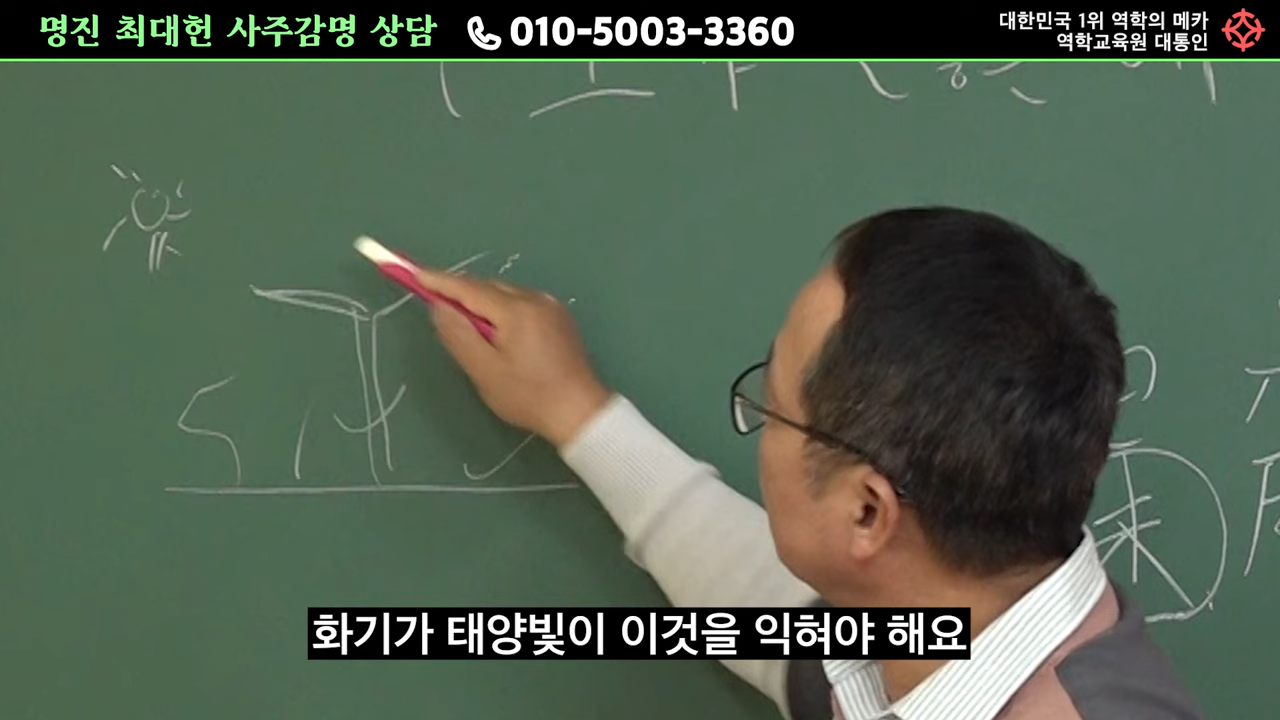 명진 최대헌 사주감명 상담
010-5003-3360
대한민국 1위 역학의 메카
역학교육원 대통인
화기가 태양빛이 이것을 익혀야 해요